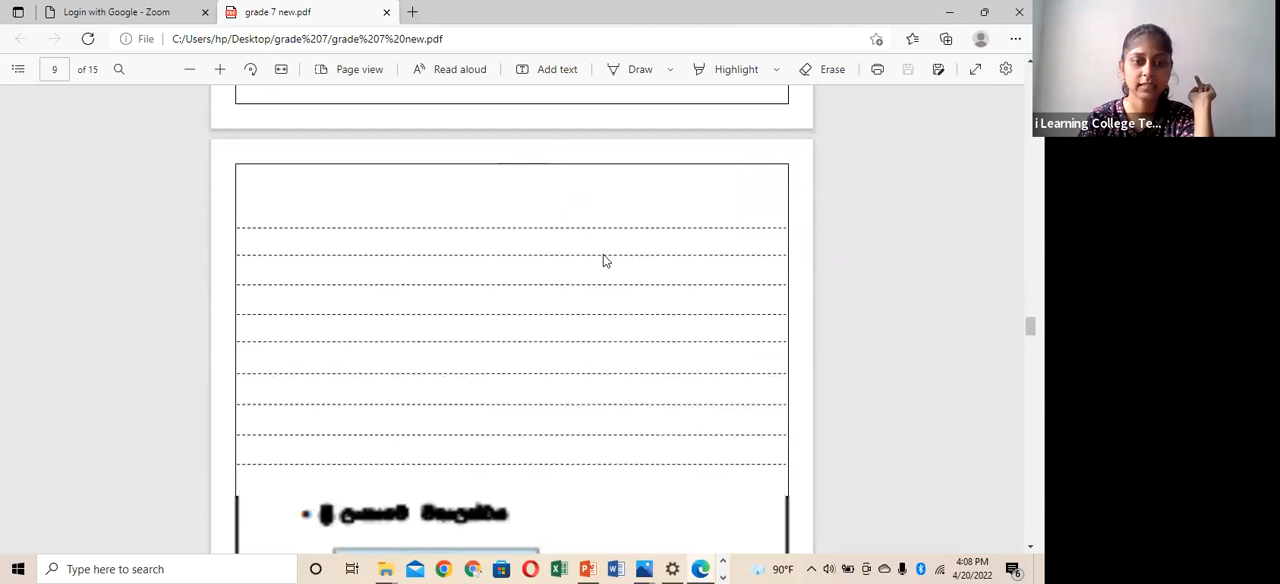 Login with Google - Zoom
grade 7 new.pdf
File
C:/Users/hp/Desktop/grade%207/grade%207%20new.pdf
9 of 15
Page view
Read aloud
Add text
Draw
Highlight
Erase
i Learning College Te...
Type here to search
90°F
4:08 PM
4/20/2022
6